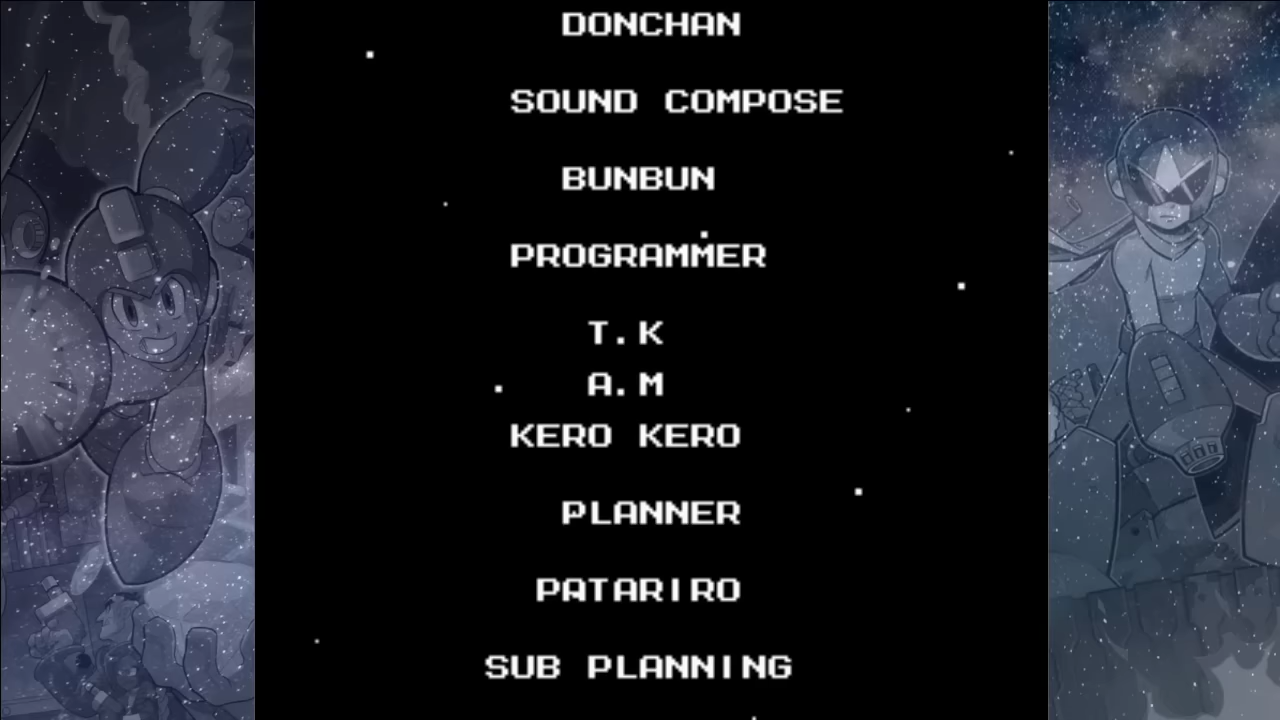 DONCHAN
SOUND COMPOSE
BUNBUN
PROGRAMMER
T.K
A.M
KERO KERO
PLANNER
PATARIRO
SUB PLANNING